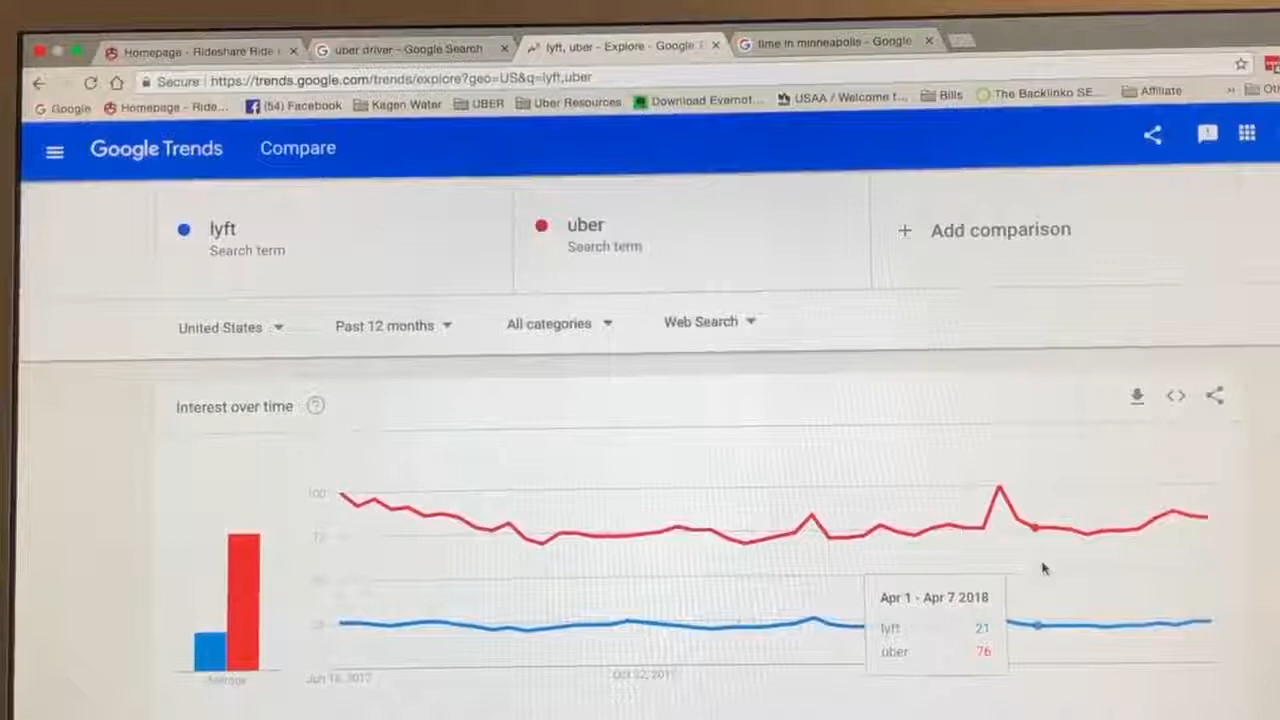 Homepage - Rideshare Ride
uber driver - Google Search
lyft, uber - Explore - Google
time in minneapolis - Google
Secure
https://trends.google.com/trends/explore?geo=US&q=lyft,uber
Google
Homepage - Ride...
(54) Facebook
Kagen Water
UBER
Uber Resources
Download Evernot...
USAA / Welcome t...
Bills
The Backlinko SE...
Affiliate
»
Google Trends
Compare
lyft
Search term
uber
Search term
+ Add comparison
United States
Past 12 months
All categories
Web Search
Interest over time
?
<>
100
Average
Apr 1 - Apr 7 2018
lyft 21
uber 76